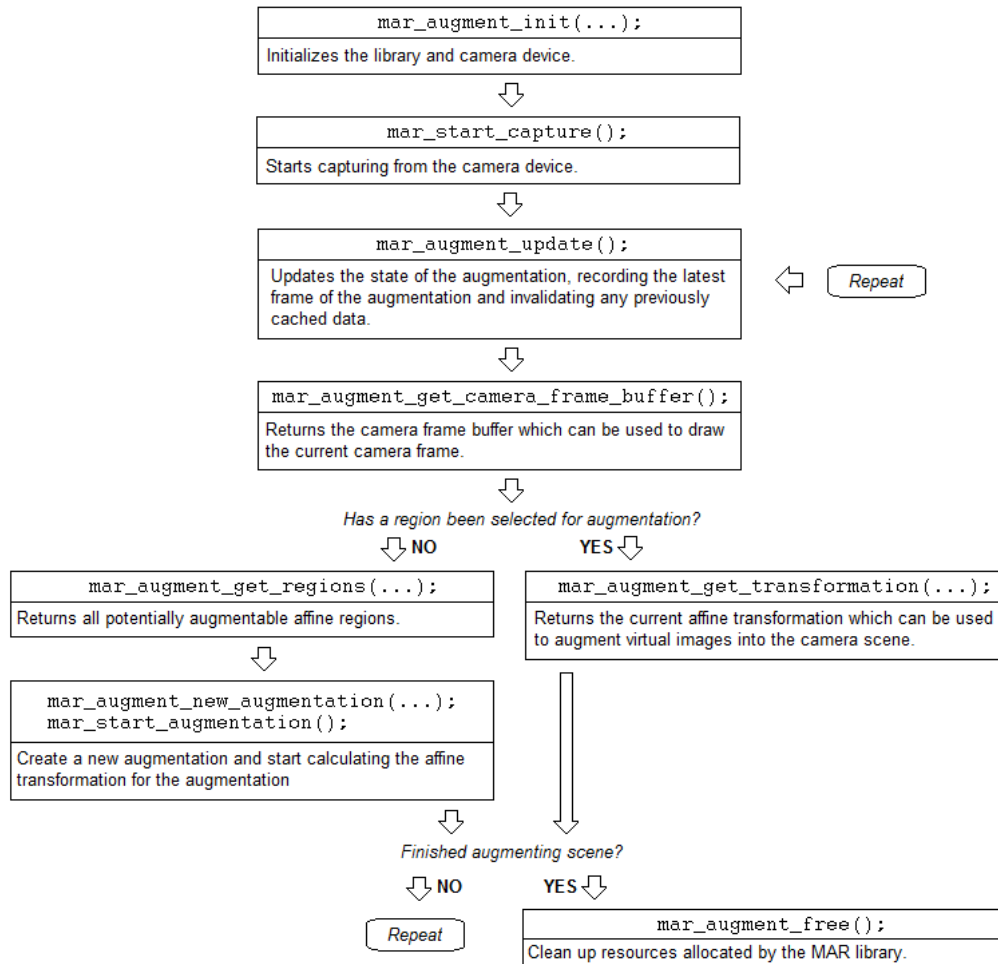 mar_augment_init(...);
Initializes the library and camera device.
mar_start_capture();
Starts capturing from the camera device.
mar_augment_update();
Updates the state of the augmentation, recording the latest
frame of the augmentation and invalidating any previously
cached data.
Repeat
mar_augment_get_camera_frame_buffer();
Returns the camera frame buffer which can be used to draw
the current camera frame.
Has a region been selected for augmentation?
NO
YES
mar_augment_get_regions(...);
Returns all potentially augmentable affine regions.
mar_augment_get_transformation(...);
Returns the current affine transformation which can be used
to augment virtual images into the camera scene.
mar_augment_new_augmentation(...);
mar_start_augmentation();
Create a new augmentation and start calculating the affine
transformation for the augmentation
Finished augmenting scene?
NO
YES
Repeat
mar_augment_free();
Clean up resources allocated by the MAR library.